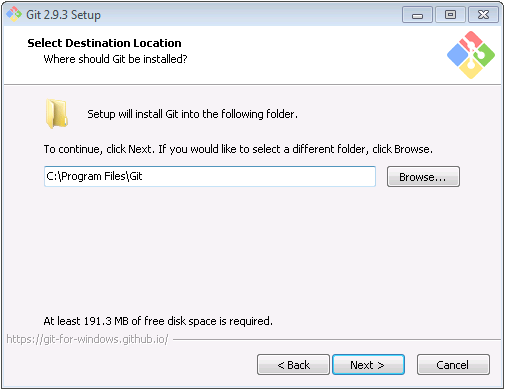 Git 2.9.3 Setup
Select Destination Location
Where should Git be installed?
Setup will install Git into the following folder.
To continue, click Next. If you would like to select a different folder, click Browse.
C:\Program Files\Git
Browse...
At least 191.3 MB of free disk space is required.
https://git-for-windows.github.io/
< Back
Next >
Cancel